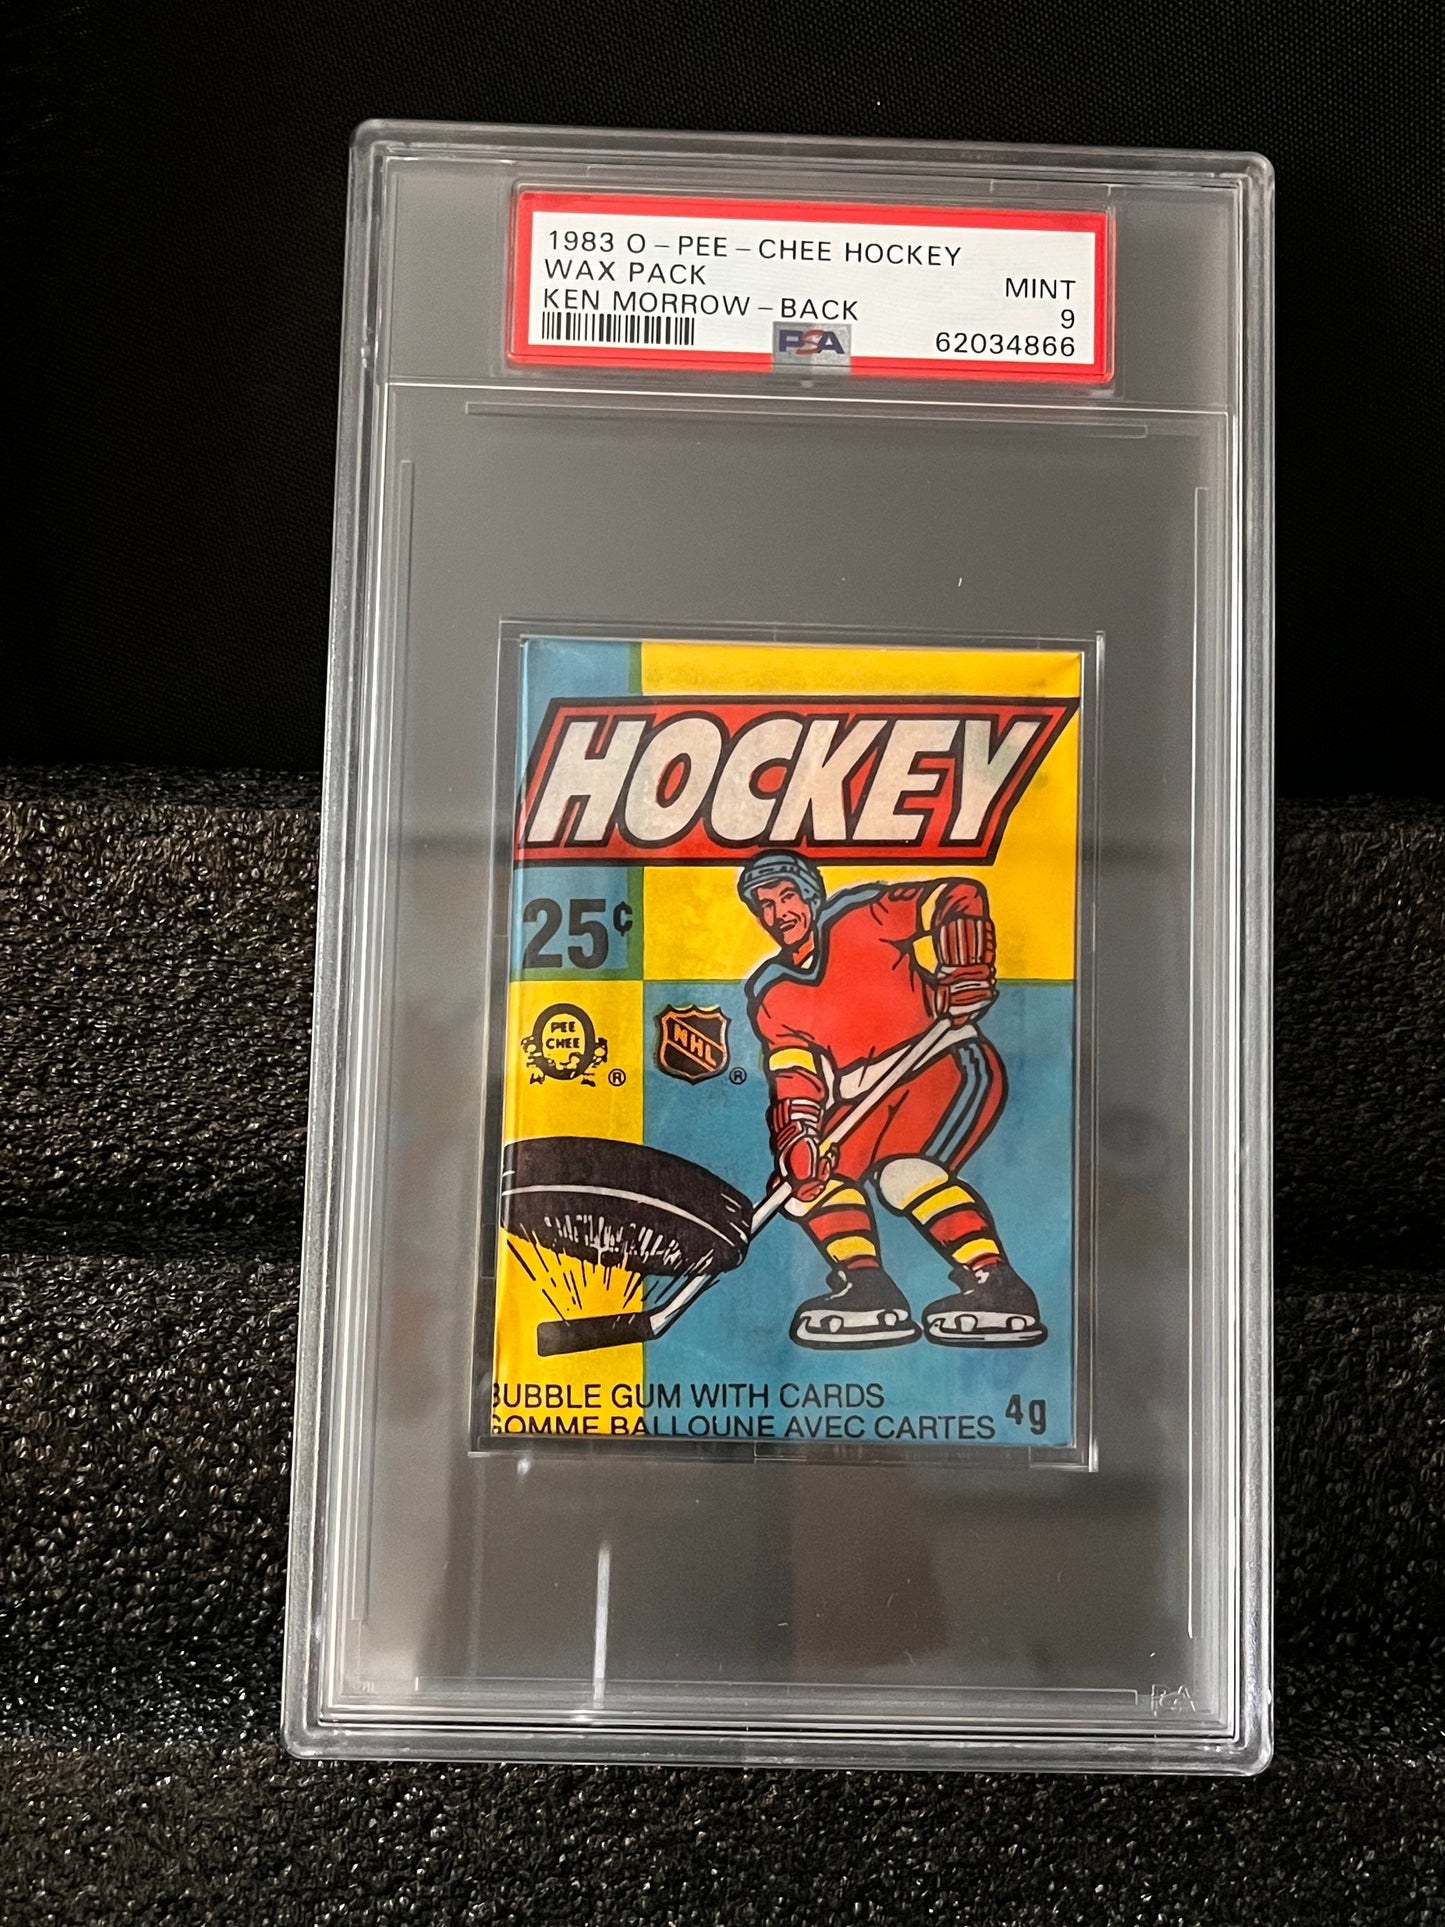 1983 O-PEE-CHEE HOCKEY
WAX PACK
MINT
KEN MORROW-BACK
9
PSA
62034866
HOCKEY
25¢
PEE
CHEE
®
NHL
®
BUBBLE GUM WITH CARDS
GOMME BALLOUNE AVEC CARTES
4g
PSA